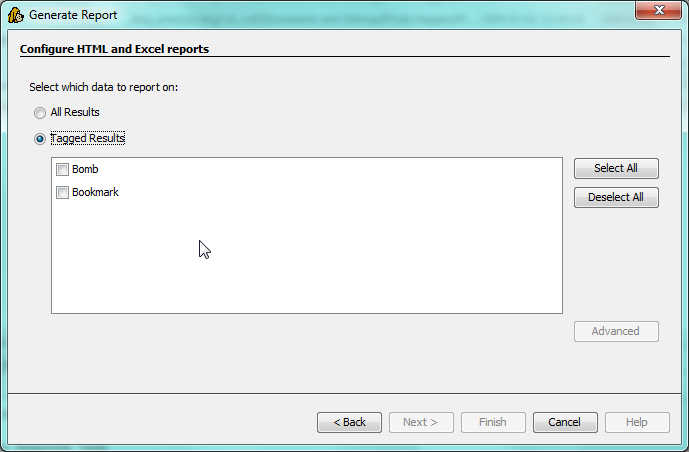 Generate Report
Configure HTML and Excel reports
Select which data to report on:
All Results
Tagged Results
Bomb
Bookmark
Select All
Deselect All
Advanced
< Back
Next >
Finish
Cancel
Help